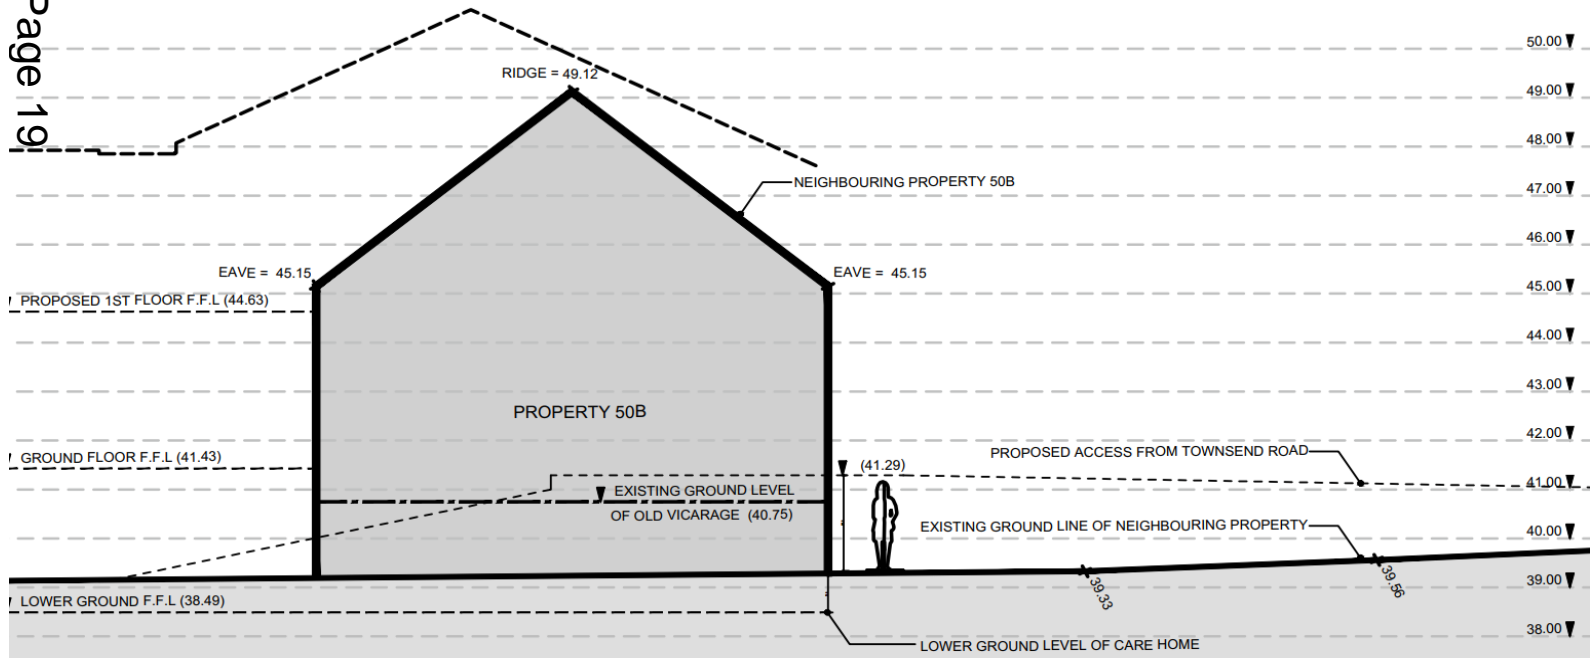 Page 19
50.00
RIDGE = 49.12
49.00
48.00
NEIGHBOURING PROPERTY 50B
47.00
46.00
EAVE = 45.15
EAVE = 45.15
PROPOSED 1ST FLOOR F.F.L (44.63)
45.00
44.00
43.00
PROPERTY 50B
42.00
GROUND FLOOR F.F.L (41.43)
(41.29)
PROPOSED ACCESS FROM TOWNSEND ROAD
41.00
EXISTING GROUND LEVEL
OF OLD VICARAGE (40.75)
EXISTING GROUND LINE OF NEIGHBOURING PROPERTY
40.00
39.33
39.56
39.00
LOWER GROUND F.F.L (38.49)
38.00
LOWER GROUND LEVEL OF CARE HOME